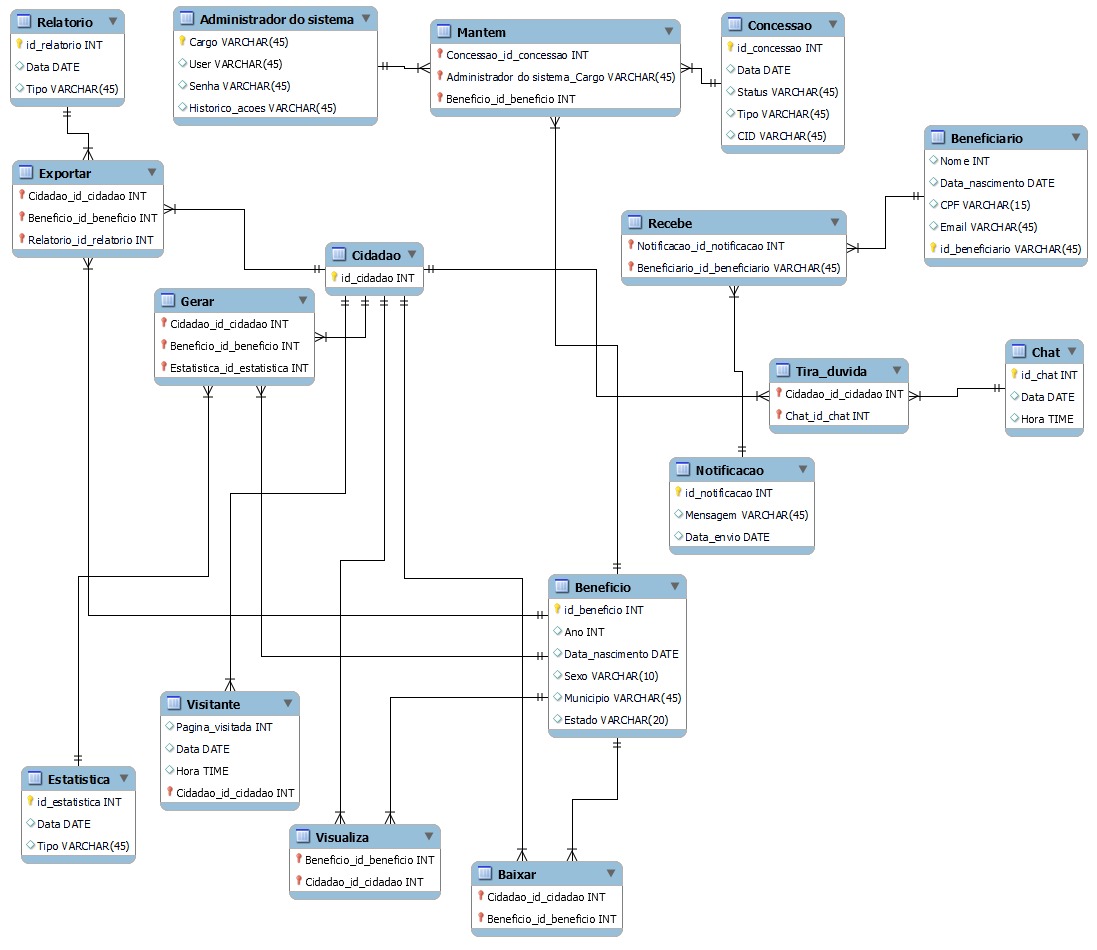 Relatorio
id_relatorio INT
Data DATE
Tipo VARCHAR(45)
Administrador do sistema
Cargo VARCHAR(45)
User VARCHAR(45)
Senha VARCHAR(45)
Historico_acoes VARCHAR(45)
Mantem
Concessao_id_concessao INT
Administrador do sistema_Cargo VARCHAR(45)
Beneficio_id_beneficio INT
Concessao
id_concessao INT
Data DATE
Status VARCHAR(45)
Tipo VARCHAR(45)
CID VARCHAR(45)
Beneficiario
Nome INT
Data_nascimento DATE
CPF VARCHAR(15)
Email VARCHAR(45)
id_beneficiario VARCHAR(45)
Exportar
Cidadao_id_cidadao INT
Beneficio_id_beneficio INT
Relatorio_id_relatorio INT
Recebe
Notificacao_id_notificacao INT
Beneficiario_id_beneficiario VARCHAR(45)
Cidadao
id_cidadao INT
Gerar
Cidadao_id_cidadao INT
Beneficio_id_beneficio INT
Estatistica_id_estatistica INT
Tira_duvida
Cidadao_id_cidadao INT
Chat_id_chat INT
Chat
id_chat INT
Data DATE
Hora TIME
Notificacao
id_notificacao INT
Mensagem VARCHAR(45)
Data_envio DATE
Beneficio
id_beneficio INT
Ano INT
Data_nascimento DATE
Sexo VARCHAR(10)
Municipio VARCHAR(45)
Estado VARCHAR(20)
Visitante
Pagina_visitada INT
Data DATE
Hora TIME
Cidadao_id_cidadao INT
Estatistica
id_estatistica INT
Data DATE
Tipo VARCHAR(45)
Visualiza
Beneficio_id_beneficio INT
Cidadao_id_cidadao INT
Baixar
Cidadao_id_cidadao INT
Beneficio_id_beneficio INT